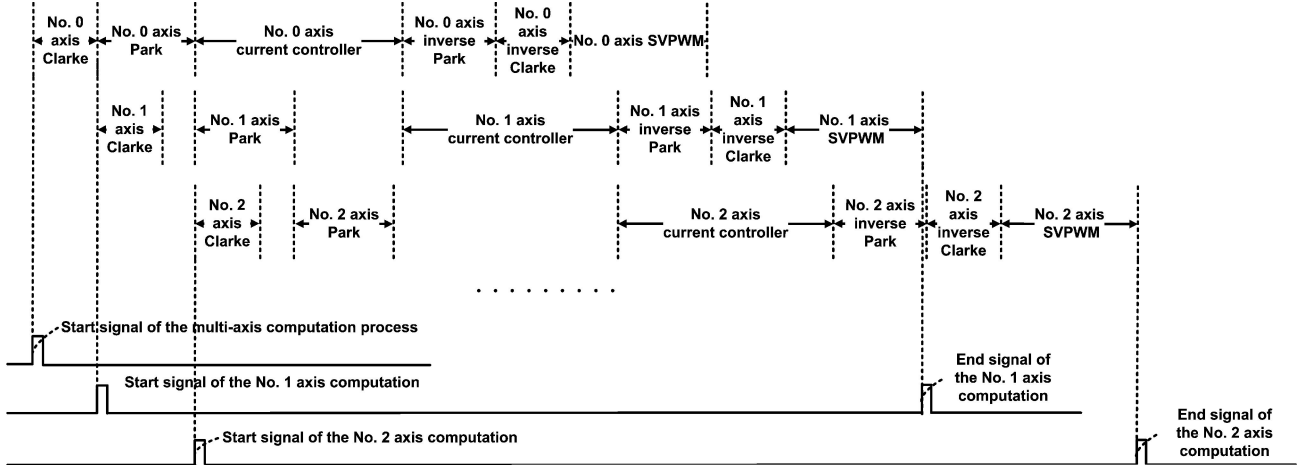 No. 0
axis
Clarke
No. 0 axis
Park
No. 0 axis
current controller
No. 0 axis
inverse
Park
No. 0
axis
inverse
Clarke
No. 0 axis SVPWM
No. 1
axis
Clarke
No. 1 axis
Park
No. 1 axis
current controller
No. 1 axis
inverse
Park
No. 1
axis
inverse
Clarke
No. 1 axis
SVPWM
No. 2
axis
Clarke
No. 2 axis
Park
No. 2 axis
current controller
No. 2 axis
inverse
Park
No. 2
axis
inverse
Clarke
No. 2 axis
SVPWM
. . . . . . . . .
Start signal of the multi-axis computation process
Start signal of the No. 1 axis computation
End signal of
the No. 1 axis
computation
Start signal of the No. 2 axis computation
End signal of
the No. 2 axis
computation